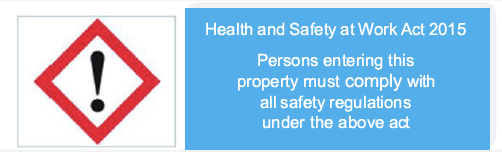 Health and Safety at Work Act 2015
Persons entering this
property must comply with
all safety regulations
under the above act